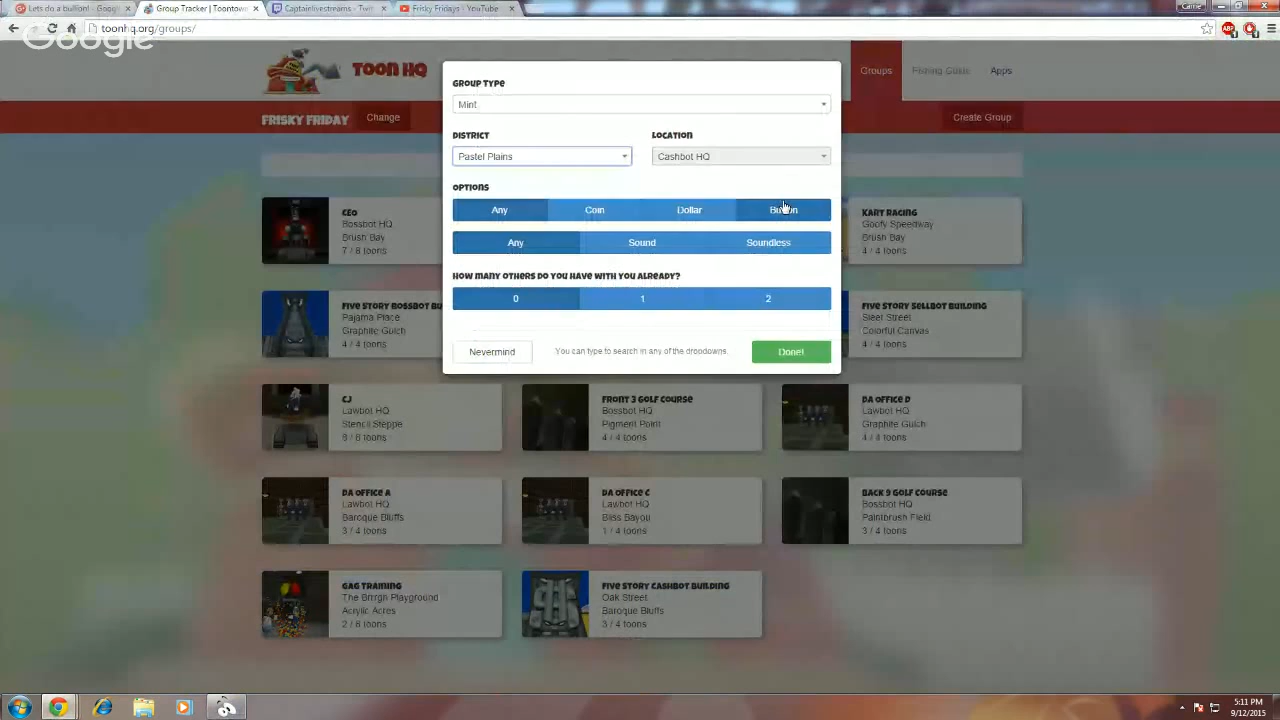 Lets do a bullion! - Goog
Group Tracker | Toontown
Captainlivestreams - Twit
Frisky Fridays - YouTube
Came
toonhq.org/groups/
Google
TOON HQ
Groups
Fishing Guide
Apps
FRISKY FRIDAY
Change
Create Group
GROUP TYPE
Mint
DISTRICT
LOCATION
Pastel Plains
Cashbot HQ
OPTIONS
Any
Coin
Dollar
Any
Sound
Soundless
HOW MANY OTHERS DO YOU HAVE WITH YOU ALREADY?
0
1
2
Nevermind
You can type to search in any of the dropdowns.
Done!
CEO
Bossbot HQ
Brush Bay
7 / 8 toons
KART RACING
Goofy Speedway
Brush Bay
4 / 4 toons
FIVE STORY BOSSBOT BU
Pajama Place
Graphite Gulch
4 / 4 toons
FIVE STORY SELLBOT BUILDING
Sleet Street
Colorful Canvas
4 / 4 toons
CJ
Lawbot HQ
Stencil Steppe
8 / 8 toons
FRONT 3 GOLF COURSE
Bossbot HQ
Pigment Point
4 / 4 toons
DA OFFICE D
Lawbot HQ
Graphite Gulch
4 / 4 toons
DA OFFICE A
Lawbot HQ
Baroque Bluffs
3 / 4 toons
DA OFFICE C
Lawbot HQ
Bliss Bayou
1 / 4 toons
BACK 9 GOLF COURSE
Bossbot HQ
Paintbrush Field
3 / 4 toons
GAG TRAINING
The Brrrgh Playground
Acrylic Acres
2 / 8 toons
FIVE STORY CASHBOT BUILDING
Oak Street
Baroque Bluffs
3 / 4 toons
5:11 PM
9/12/2015